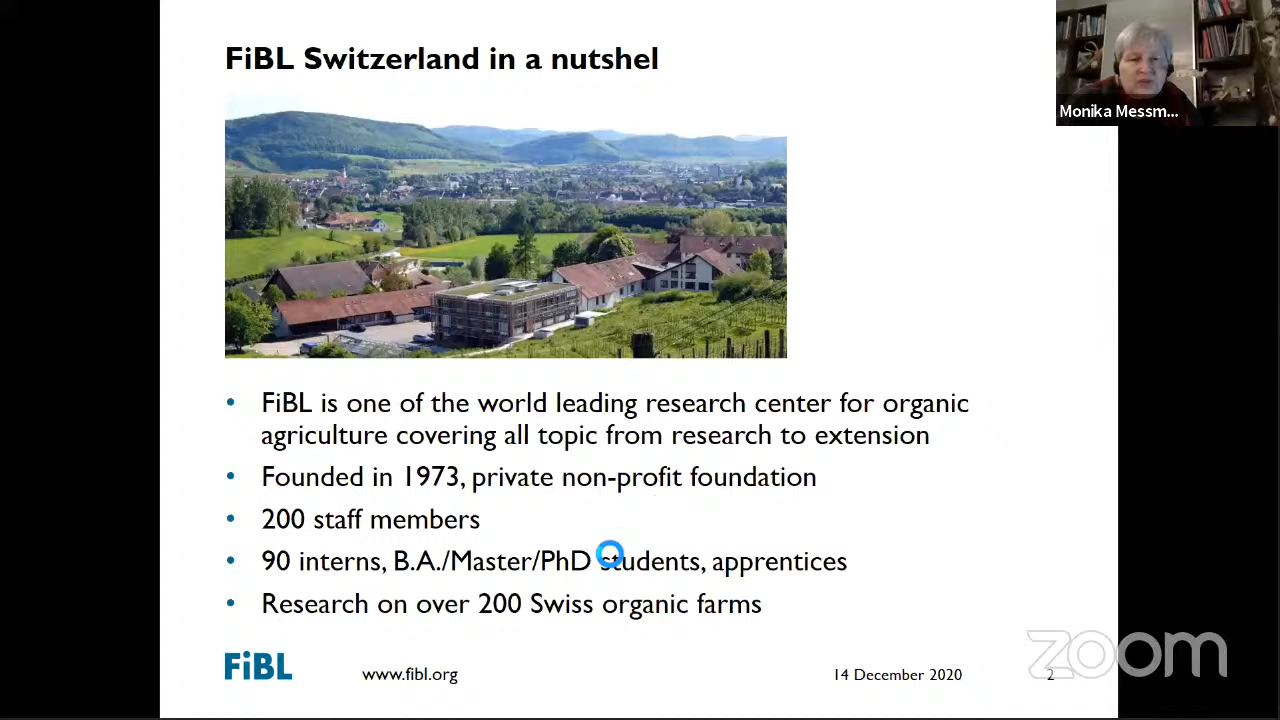 FiBL Switzerland in a nutshel
Monika Messm...
• FiBL is one of the world leading research center for organic
agriculture covering all topic from research to extension
• Founded in 1973, private non-profit foundation
• 200 staff members
• 90 interns, B.A./Master/PhD students, apprentices
• Research on over 200 Swiss organic farms
FiBL
www.fibl.org
14 December 2020
2
zoom